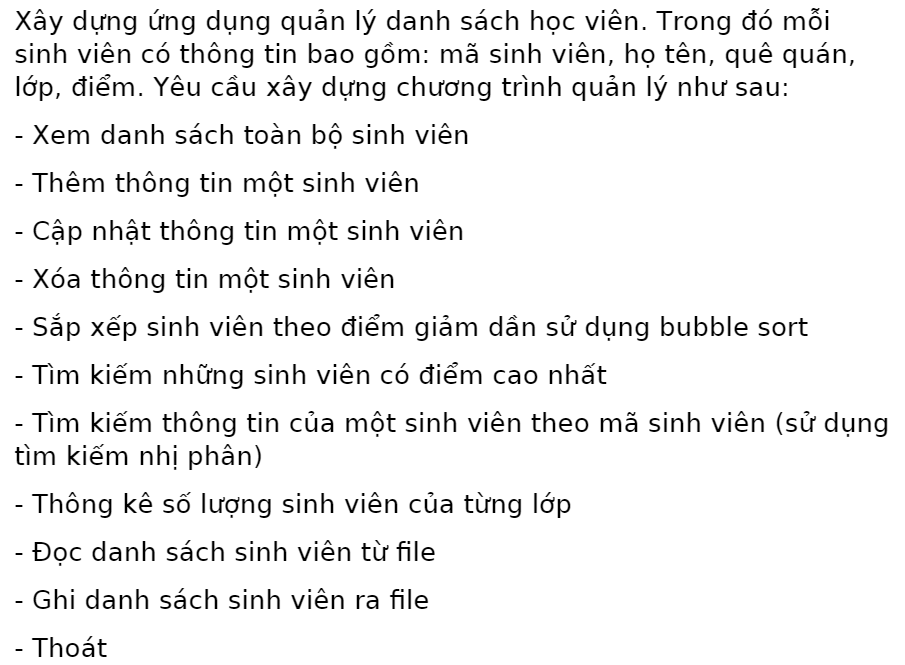 Xây dựng ứng dụng quản lý danh sách học viên. Trong đó mỗi
sinh viên có thông tin bao gồm: mã sinh viên, họ tên, quê quán,
lớp, điểm. Yêu cầu xây dựng chương trình quản lý như sau:
- Xem danh sách toàn bộ sinh viên
- Thêm thông tin một sinh viên
- Cập nhật thông tin một sinh viên
- Xóa thông tin một sinh viên
- Sắp xếp sinh viên theo điểm giảm dần sử dụng bubble sort
- Tìm kiếm những sinh viên có điểm cao nhất
- Tìm kiếm thông tin của một sinh viên theo mã sinh viên (sử dụng
tìm kiếm nhị phân)
- Thông kê số lượng sinh viên của từng lớp
- Đọc danh sách sinh viên từ file
- Ghi danh sách sinh viên ra file
- Thoát